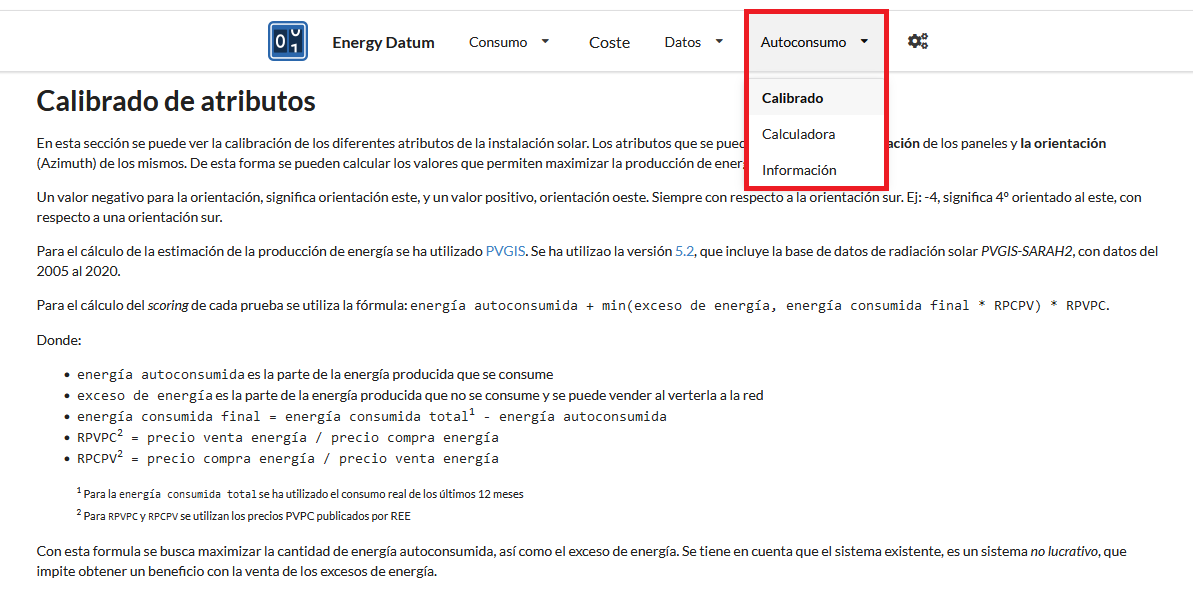 Energy Datum Consumo Coste Datos Autoconsumo
Calibrado
Calculadora
Información
Calibrado de atributos
En esta sección se puede ver la calibración de los diferentes atributos de la instalación solar. Los atributos que se pued ación de los paneles y la orientación
(Azimuth) de los mismos. De esta forma se pueden calcular los valores que permiten maximizar la producción de ener
Un valor negativo para la orientación, significa orientación este, y un valor positivo, orientación oeste. Siempre con respecto a la orientación sur. Ej: -4, significa 4º orientado al este, con
respecto a una orientación sur.
Para el cálculo de la estimación de la producción de energía se ha utilizado PVGIS. Se ha utilizao la versión 5.2, que incluye la base de datos de radiación solar PVGIS-SARAH2, con datos del
2005 al 2020.
Para el cálculo del scoring de cada prueba se utiliza la fórmula: energía autoconsumida + min(exceso de energía, energía consumida final * RPCPV) * RPVPC.
Donde:
• energía autoconsumida es la parte de la energía producida que se consume
• exceso de energía es la parte de la energía producida que no se consume y se puede vender al verterla a la red
• energía consumida final = energía consumida total¹ - energía autoconsumida
• RPVPC² = precio venta energía / precio compra energía
• RPCPV² = precio compra energía / precio venta energía
¹ Para la energía consumida total se ha utilizado el consumo real de los últimos 12 meses
² Para RPVPC y RPCPV se utilizan los precios PVPC publicados por REE
Con esta formula se busca maximizar la cantidad de energía autoconsumida, así como el exceso de energía. Se tiene en cuenta que el sistema existente, es un sistema no lucrativo, que
impite obtener un beneficio con la venta de los excesos de energía.